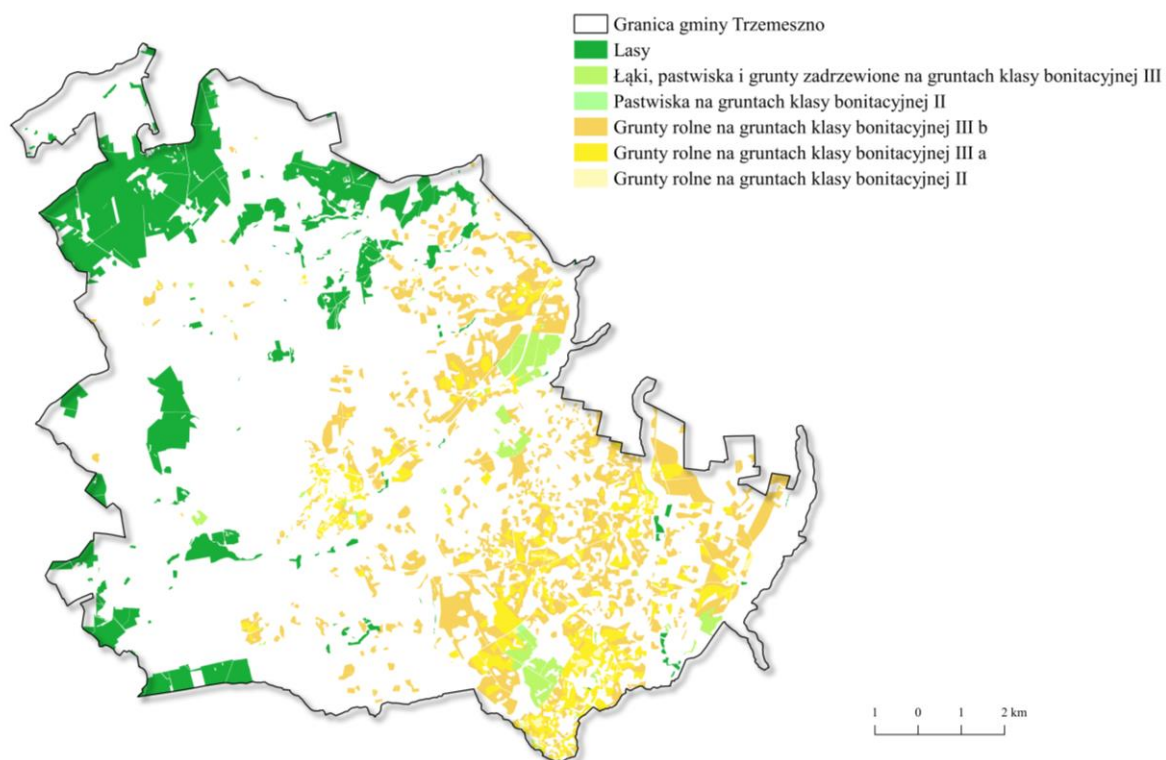 Granica gminy Trzemeszno
Lasy
Łąki, pastwiska i grunty zadrzewione na gruntach klasy bonitacyjnej III
Pastwiska na gruntach klasy bonitacyjnej II
Grunty rolne na gruntach klasy bonitacyjnej III b
Grunty rolne na gruntach klasy bonitacyjnej III a
Grunty rolne na gruntach klasy bonitacyjnej II
1 0 1 2 km